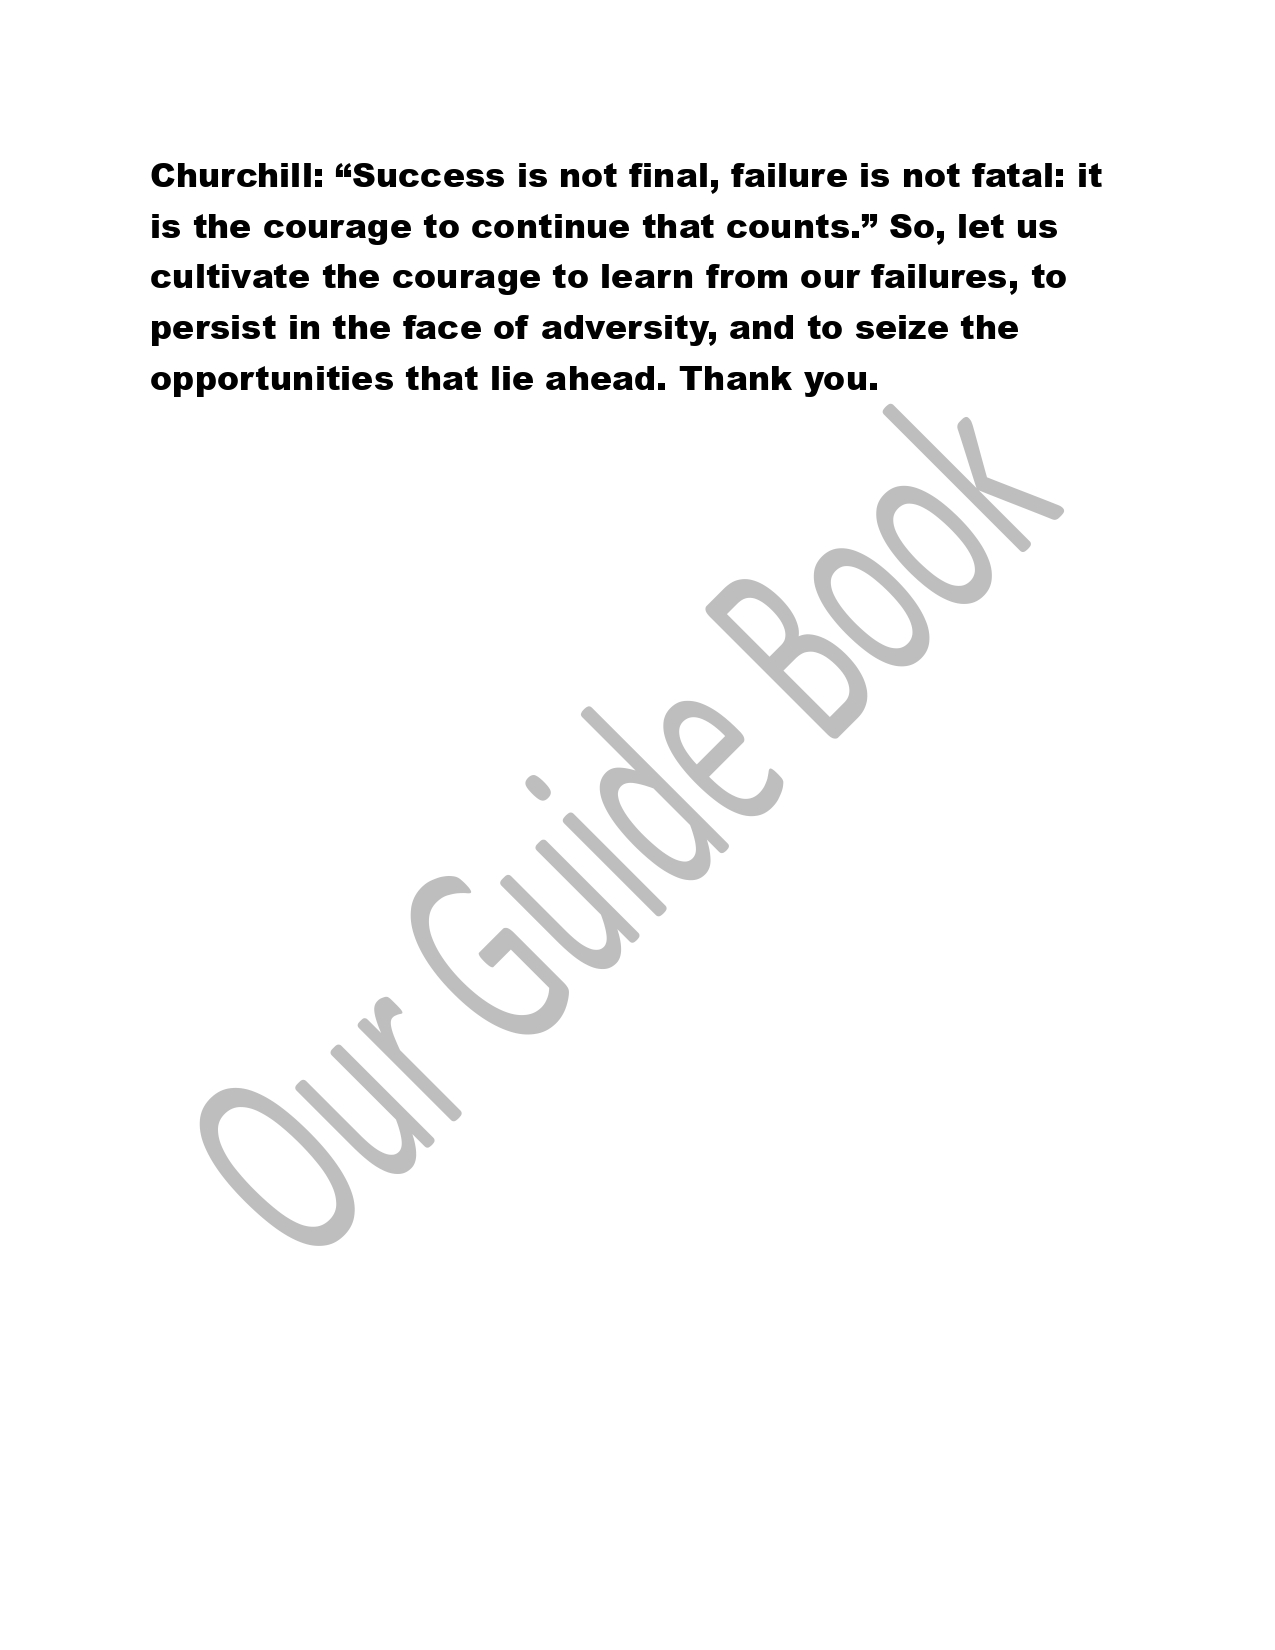 Churchill: “Success is not final, failure is not fatal: it
is the courage to continue that counts.” So, let us
cultivate the courage to learn from our failures, to
persist in the face of adversity, and to seize the
opportunities that lie ahead. Thank you.
Our Guide Book